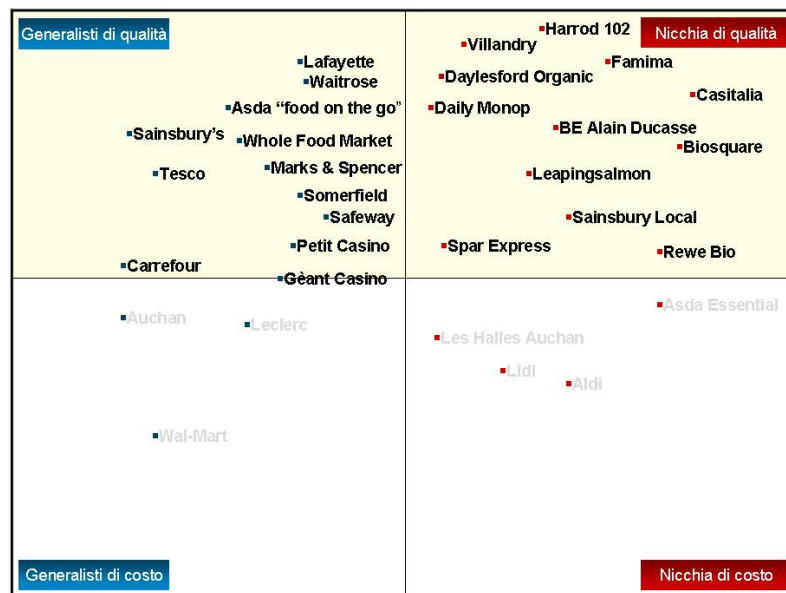 Generalisti di qualità
Nicchia di qualità
Harrod 102
Villandry
Lafayette
Famima
Waitrose
Daylesford Organic
Casitalia
Asda “food on the go”
Daily Monop
Sainsbury's
BE Alain Ducasse
Whole Food Market
Biosquare
Marks & Spencer
Tesco
Leapingsalmon
Somerfield
Safeway
Sainsbury Local
Petit Casino
Spar Express
Rewe Bio
Carrefour
Gèant Casino
Asda Essential
Auchan
Leclerc
Les Halles Auchan
Lidl
Aldi
Wal-Mart
Generalisti di costo
Nicchia di costo